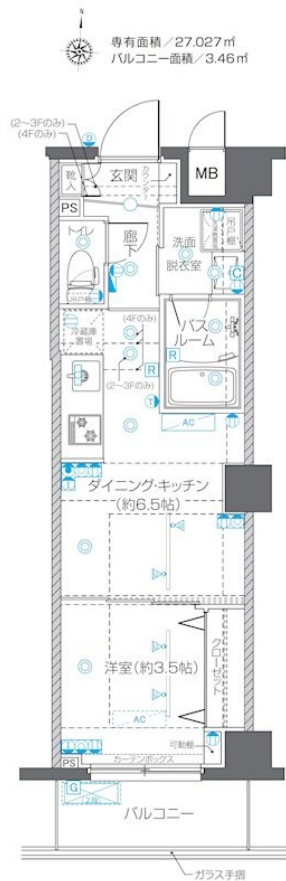 専有面積／27.027㎡
バルコニー面積／3.46㎡
(2〜3Fのみ)
(4Fのみ)
D
靴入
玄関
カウンター
MB
PS
トイレ
吊戸棚
廊下
洗面
脱衣室
吊戸棚
C
冷蔵庫
置場
(4Fのみ)
(2〜3Fのみ)
R
R
バス
ルーム
T
AC
T
ダイニング・キッチン
(約6.5帖)
洋室(約3.5帖)
クローゼット
AC
可動棚
PS
カーテンボックス
G
(2段)
バルコニー
ガラス手摺